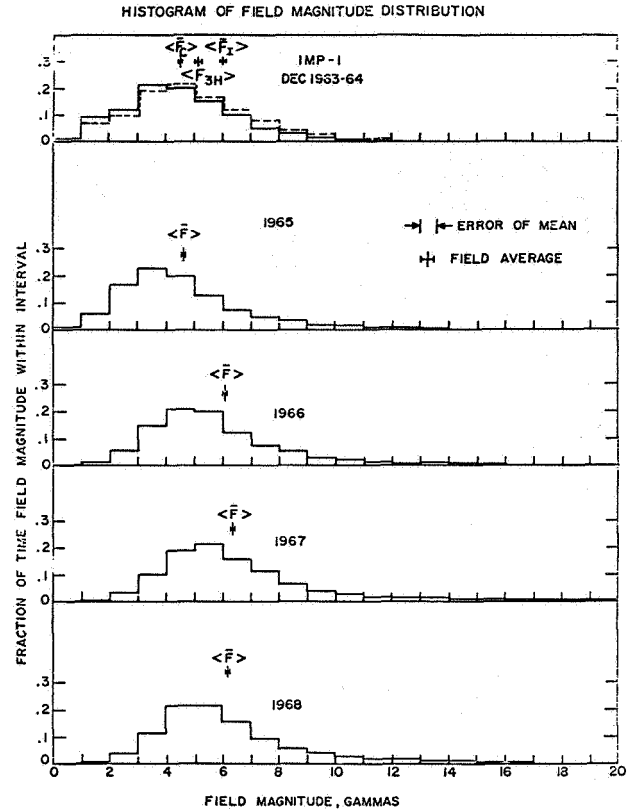 HISTOGRAM OF FIELD MAGNITUDE DISTRIBUTION
<F̄C> <F̄I>
<F3H>
IMP-1
DEC 1963-64
.3
.2
.1
0
1965
<F̄>
ERROR OF MEAN
FIELD AVERAGE
.3
.2
.1
0
<F̄>
1966
.3
.2
.1
0
<F̄>
1967
.3
.2
.1
0
<F̄>
1968
.3
.2
.1
0
0 2 4 6 8 10 12 14 16 18 20
FIELD MAGNITUDE, GAMMAS
FRACTION OF TIME FIELD MAGNITUDE WITHIN INTERVAL